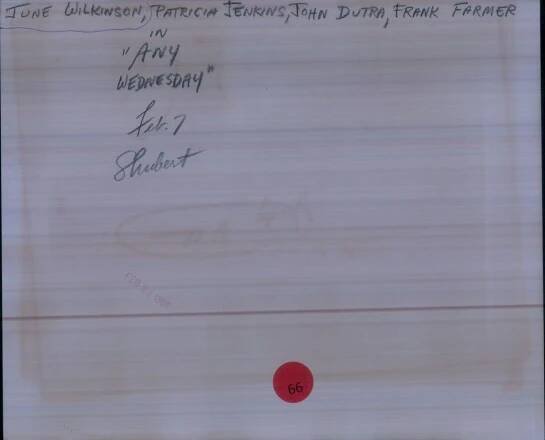 JUNE WILKINSON, PATRICIA JENKINS, JOHN DUTRA, FRANK FARMER
IN
"ANY
WEDNESDAY"
Feb. 7
Shubert
66